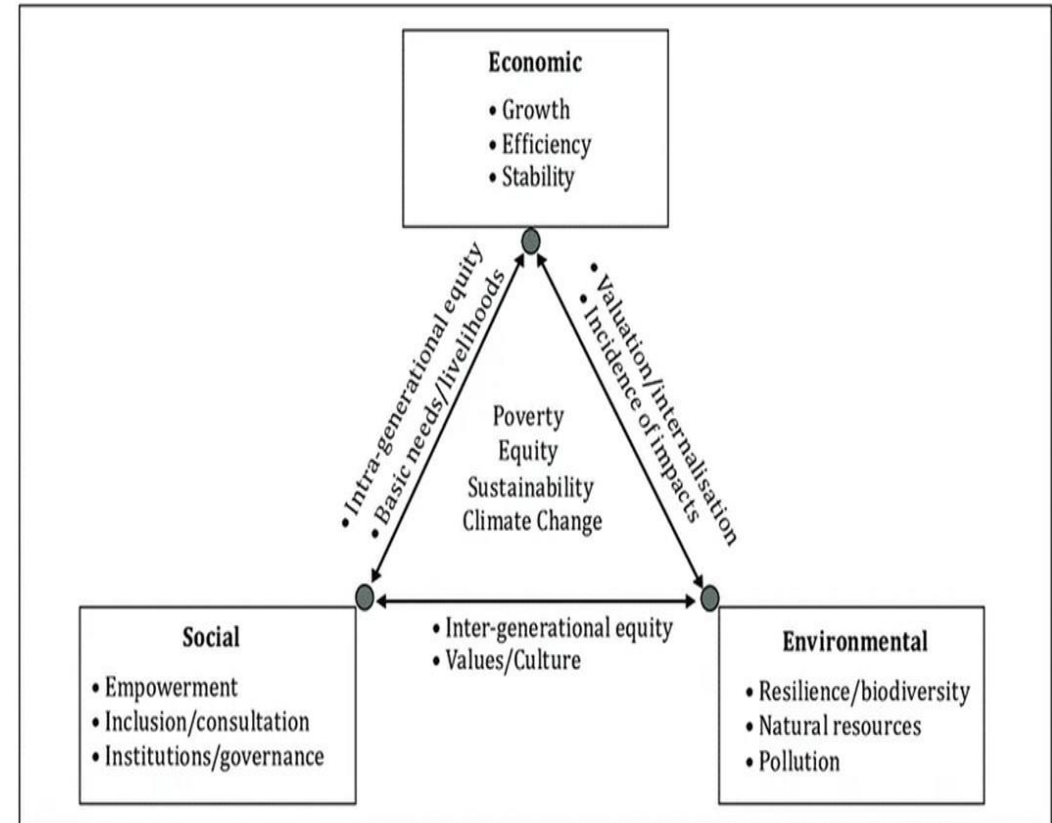 Economic
• Growth
• Efficiency
• Stability
• Intra-generational equity
• Basic needs/livelihoods
• Valuation/internalisation
• Incidence of impacts
Poverty
Equity
Sustainability
Climate Change
• Inter-generational equity
• Values/Culture
Social
• Empowerment
• Inclusion/consultation
• Institutions/governance
Environmental
• Resilience/biodiversity
• Natural resources
• Pollution